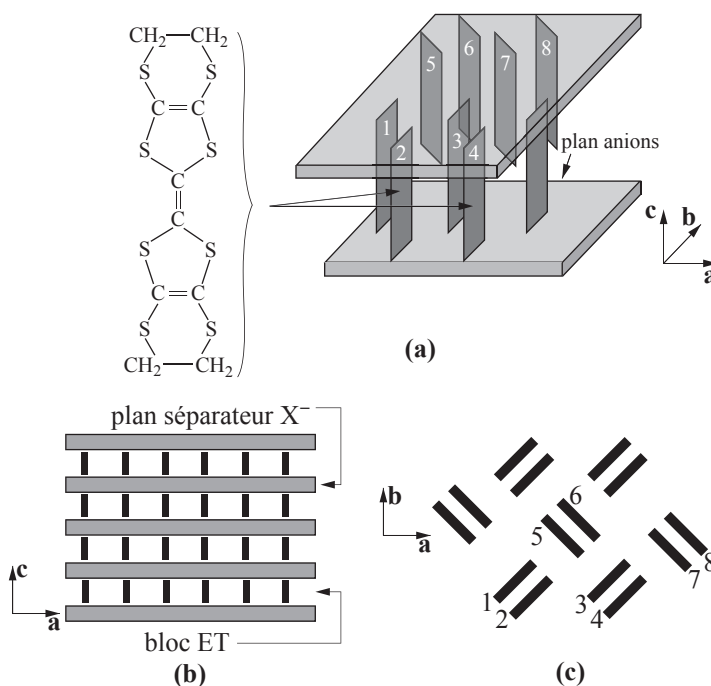 CH2 CH2
S S
C C
S S
C
C
S S
C C
S S
CH2 CH2
5 6 7 8
1 2 3 4
plan anions
c b a
(a)
plan séparateur X−
c
a
bloc ET
(b)
b
a
6
5
1
2
3
4
7
8
(c)